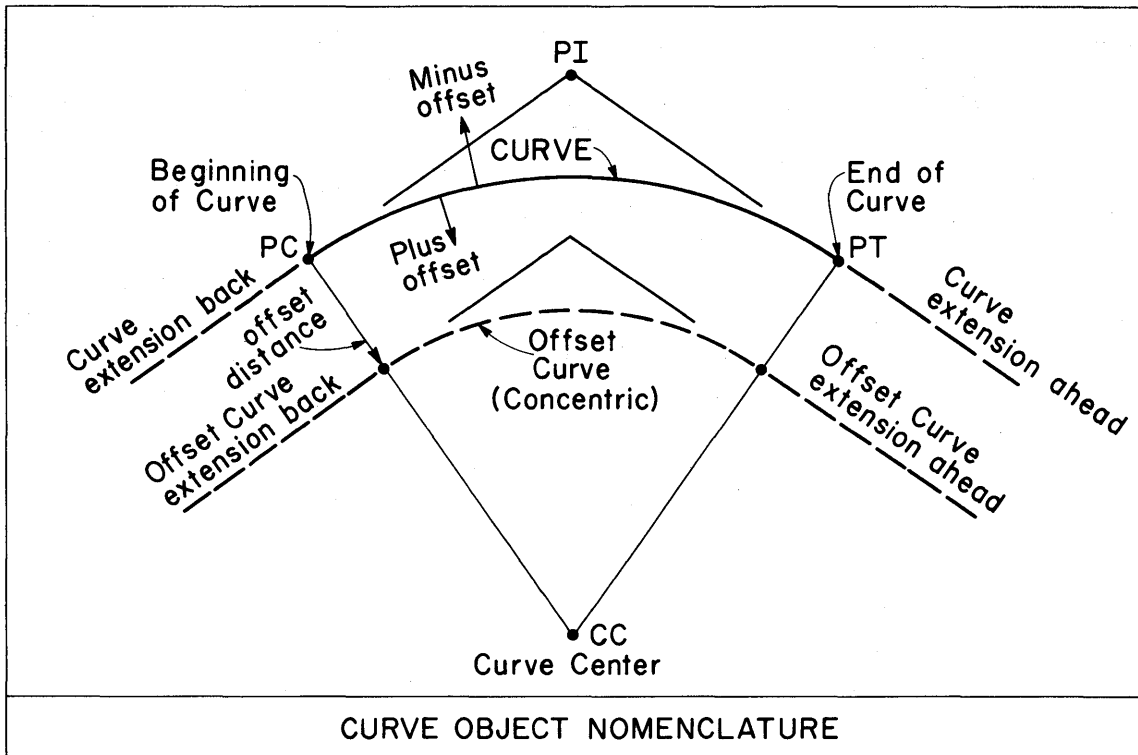 PI
Minus
offset
CURVE
Beginning
of Curve
End of
Curve
PC
Plus
offset
PT
Curve
extension back
offset
distance
Curve
extension ahead
Offset
Curve
(Concentric)
Offset Curve
extension back
Offset Curve
extension ahead
CC
Curve Center
CURVE OBJECT NOMENCLATURE